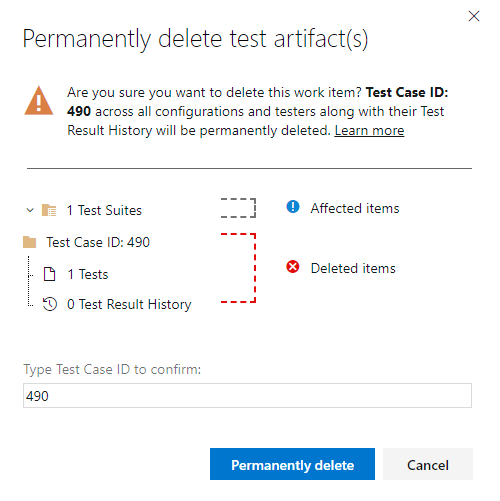 Permanently delete test artifact(s)
Are you sure you want to delete this work item? Test Case ID:
490 across all configurations and testers along with their Test
Result History will be permanently deleted. Learn more
1 Test Suites
Affected items
Test Case ID: 490
1 Tests
Deleted items
0 Test Result History
Type Test Case ID to confirm:
490
Permanently delete
Cancel